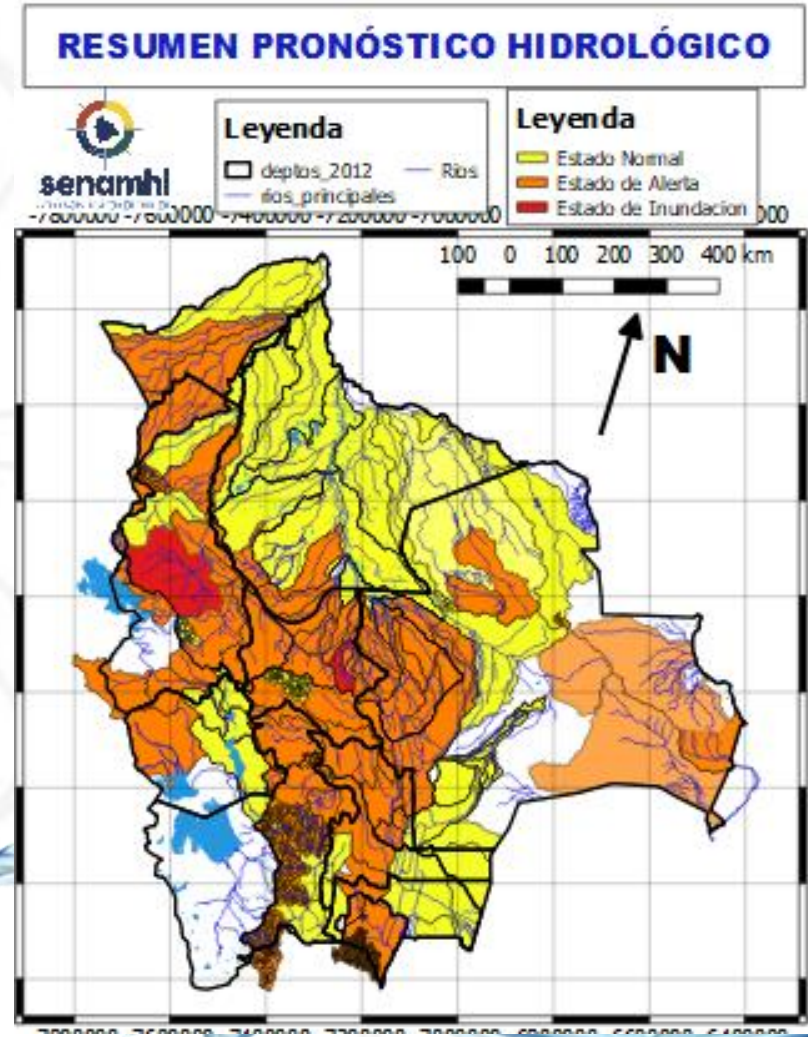 RESUMEN PRONÓSTICO HIDROLÓGICO
senamhi
Leyenda
deptos_2012
Rios
rios_principales
Leyenda
Estado Normal
Estado de Alerta
Estado de Inundacion
-7800000 -7600000 -7400000 -7200000 -7000000
100 0 100 200 300 400 km
N